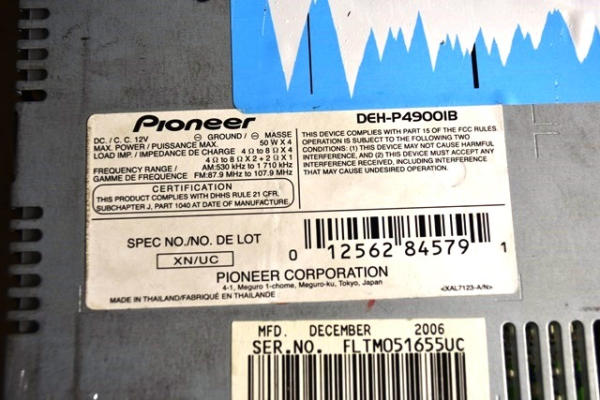 Pioneer
DEH-P4900IB
DC. / C. C. 12V ⊖ GROUND / ⊖ MASSE
MAX. POWER / PUISSANCE MAX. 50 W X 4
LOAD IMP. / IMPEDANCE DE CHARGE 4 Ω to 8 Ω X 4
4 Ω to 8 Ω X 2 + 2 Ω X 1
FREQUENCY RANGE / AM:530 kHz to 1 710 kHz
GAMME DE FREQUENCE FM:87.9 MHz to 107.9 MHz
CERTIFICATION
THIS PRODUCT COMPLIES WITH DHHS RULE 21 CFR,
SUBCHAPTER J, PART 1040 AT DATE OF MANUFACTURE.
THIS DEVICE COMPLIES WITH PART 15 OF THE FCC RULES
OPERATION IS SUBJECT TO THE FOLLOWING TWO
CONDITIONS: (1) THIS DEVICE MAY NOT CAUSE HARMFUL
INTERFERENCE, AND (2) THIS DEVICE MUST ACCEPT ANY
INTERFERENCE RECEIVED, INCLUDING INTERFERENCE
THAT MAY CAUSE UNDESIRED OPERATION.
SPEC NO./NO. DE LOT
XN/UC
0 12562 84579 1
PIONEER CORPORATION
4-1, Meguro 1-chome, Meguro-ku, Tokyo, Japan
MADE IN THAILAND/FABRIQUÉ EN THAILANDE
<XAL7123-A/N>
MFD. DECEMBER 2006
SER.NO. FLTM051655UC